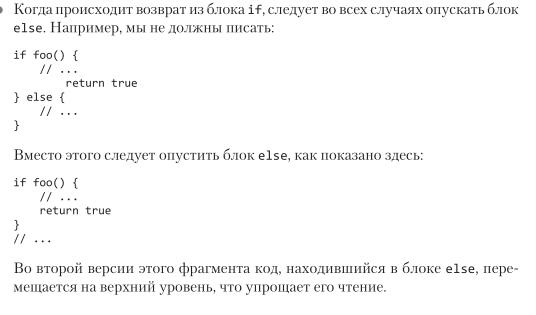 Когда происходит возврат из блока if, следует во всех случаях опускать блок
else. Например, мы не должны писать:
if foo() {
    // ...
        return true
} else {
    // ...
}
Вместо этого следует опустить блок else, как показано здесь:
if foo() {
    // ...
    return true
}
// ...
Во второй версии этого фрагмента код, находившийся в блоке else, пере-
мещается на верхний уровень, что упрощает его чтение.